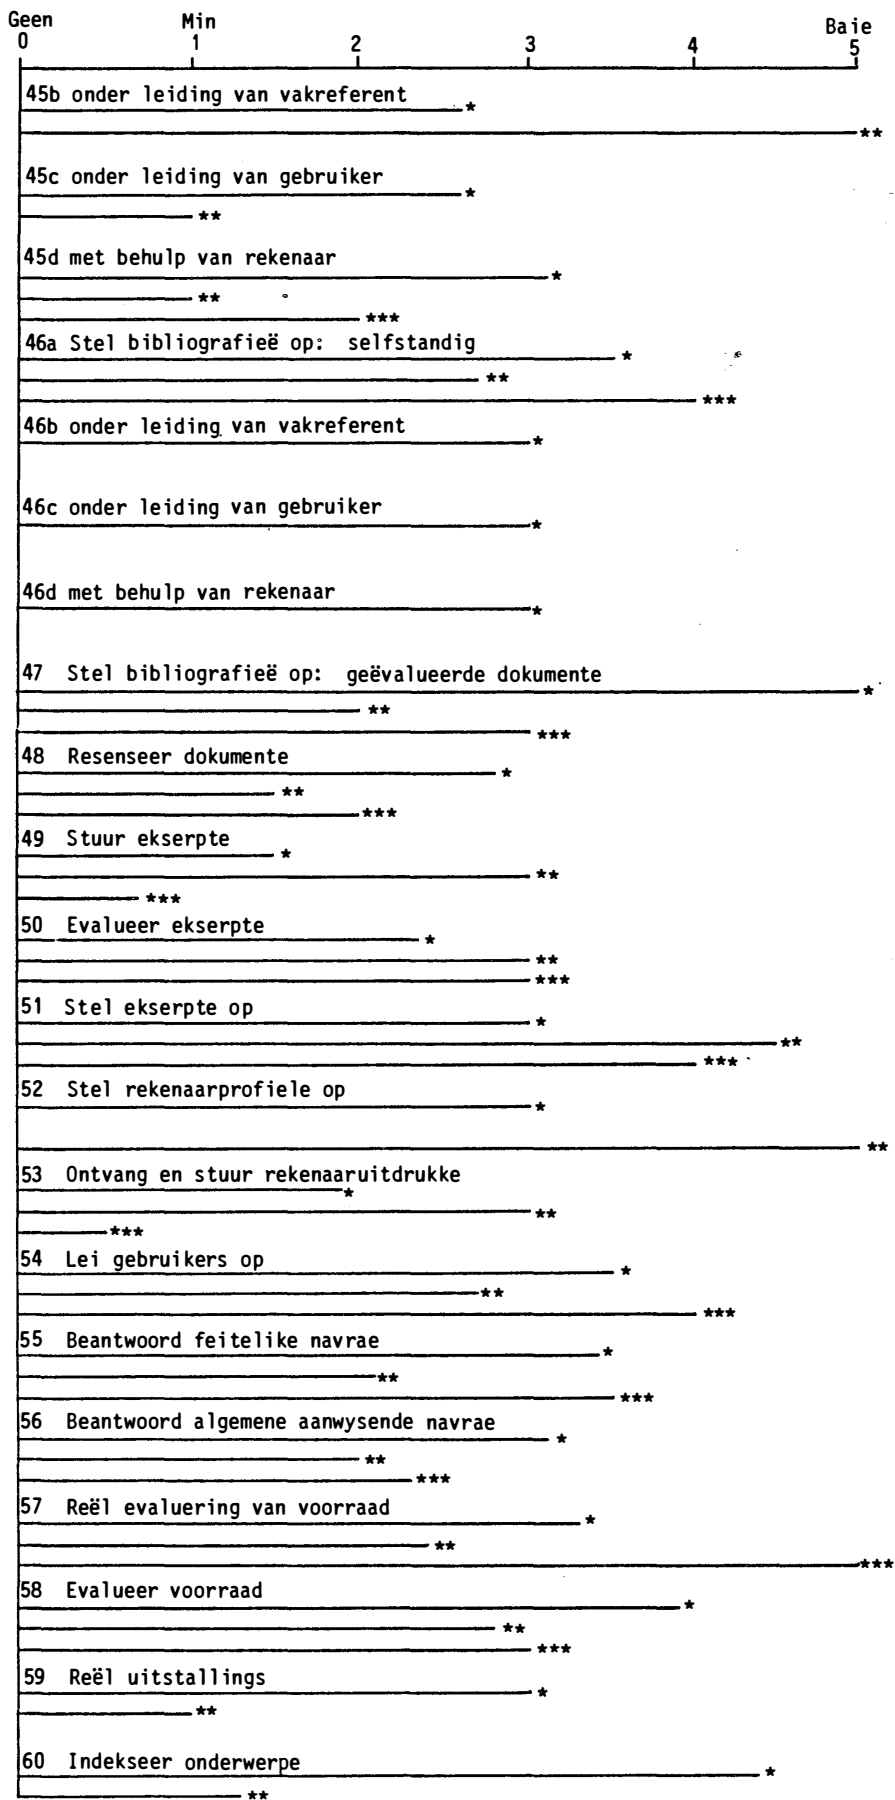 Geen Min Baie
0 1 2 3 4 5
45b onder leiding van vakreferent
*
**
45c onder leiding van gebruiker
*
**
45d met behulp van rekenaar
*
**
***
46a Stel bibliografieë op: selfstandig
*
**
***
46b onder leiding van vakreferent
*
46c onder leiding van gebruiker
*
46d met behulp van rekenaar
*
47 Stel bibliografieë op: geëvalueerde dokumente
*
**
***
48 Resenseer dokumente
*
**
***
49 Stuur ekserpte
*
**
***
50 Evalueer ekserpte
*
**
***
51 Stel ekserpte op
*
**
***
52 Stel rekenaarprofiele op
*
**
53 Ontvang en stuur rekenaaruitdrukke
*
**
***
54 Lei gebruikers op
*
**
***
55 Beantwoord feitelike navrae
*
**
***
56 Beantwoord algemene aanwysende navrae
*
**
***
57 Reël evaluering van voorraad
*
**
***
58 Evalueer voorraad
*
**
***
59 Reël uitstallings
*
**
60 Indekseer onderwerpe
*
**